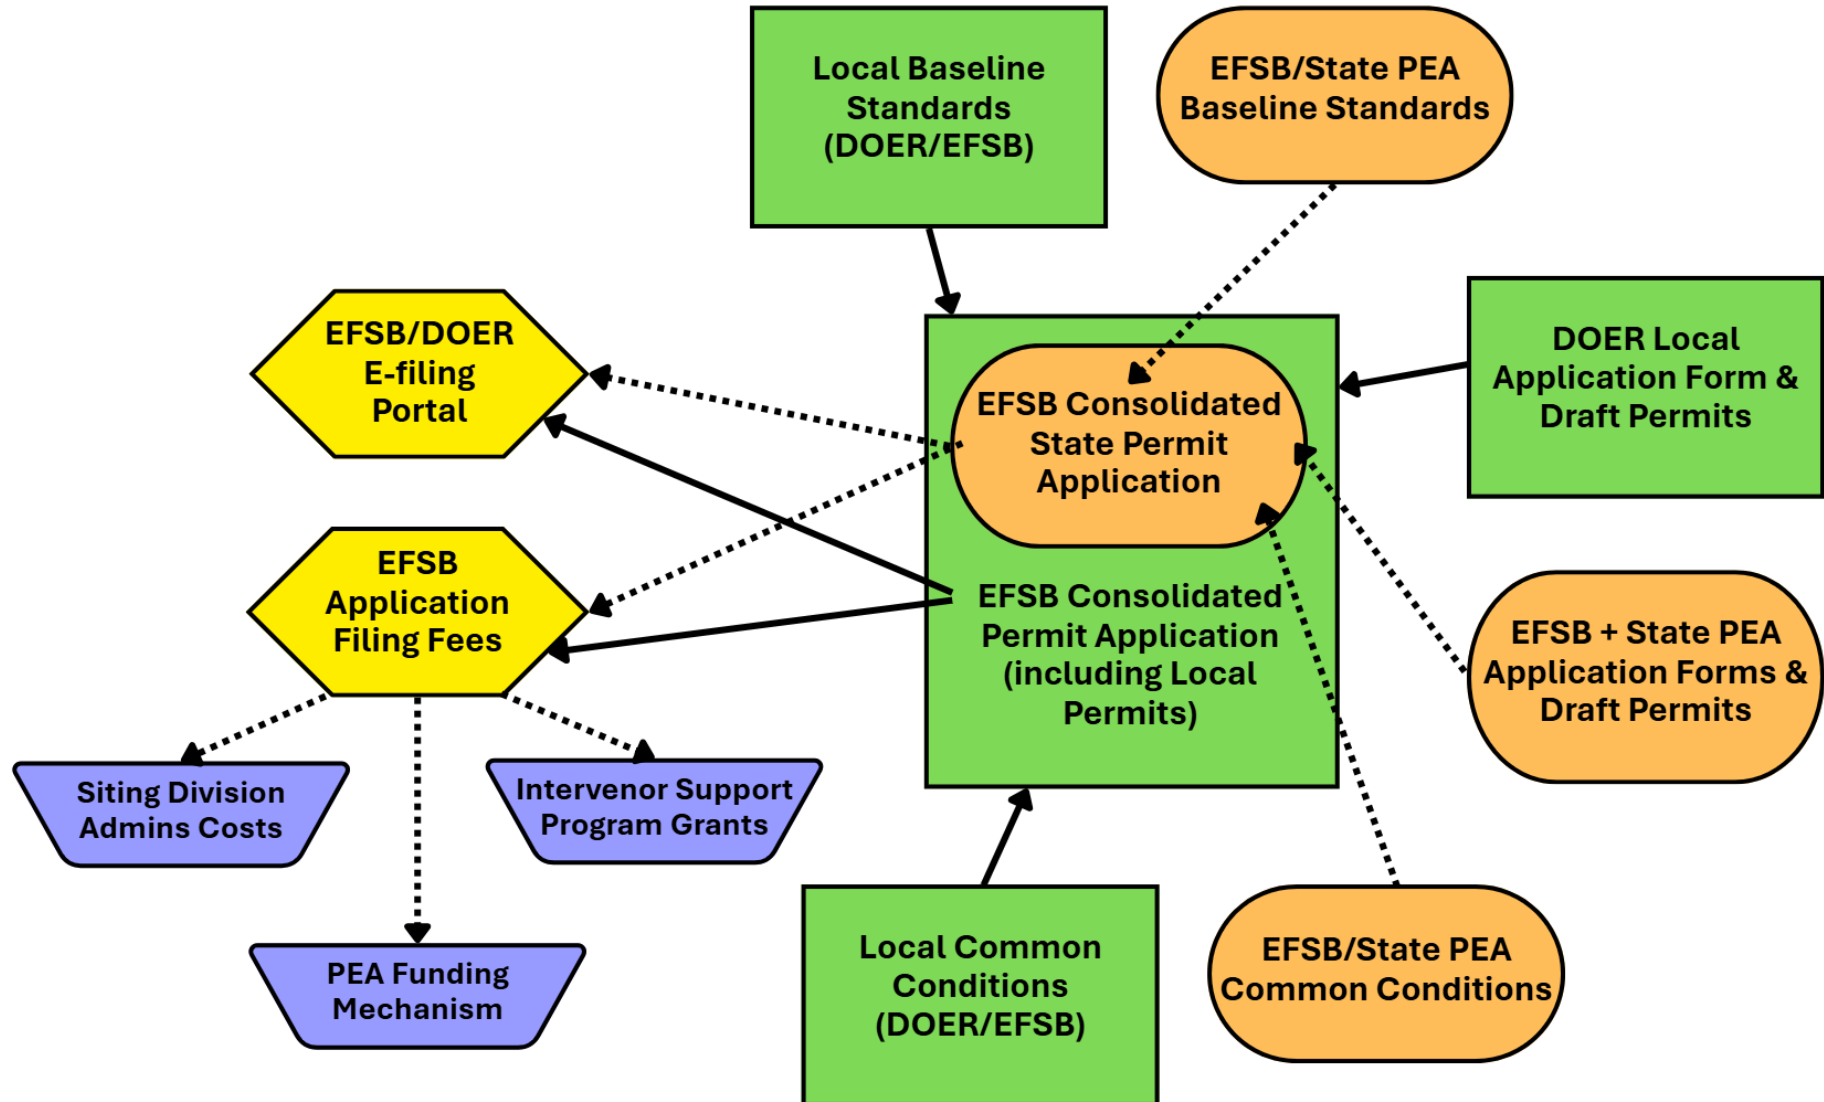 Local Baseline
Standards
(DOER/EFSB)
EFSB/State PEA
Baseline Standards
EFSB/DOER
E-filing
Portal
DOER Local
Application Form &
Draft Permits
EFSB Consolidated
State Permit
Application
EFSB
Application
Filing Fees
EFSB Consolidated
Permit Application
(including Local
Permits)
EFSB + State PEA
Application Forms &
Draft Permits
Siting Division
Admins Costs
Intervenor Support
Program Grants
PEA Funding
Mechanism
Local Common
Conditions
(DOER/EFSB)
EFSB/State PEA
Common Conditions